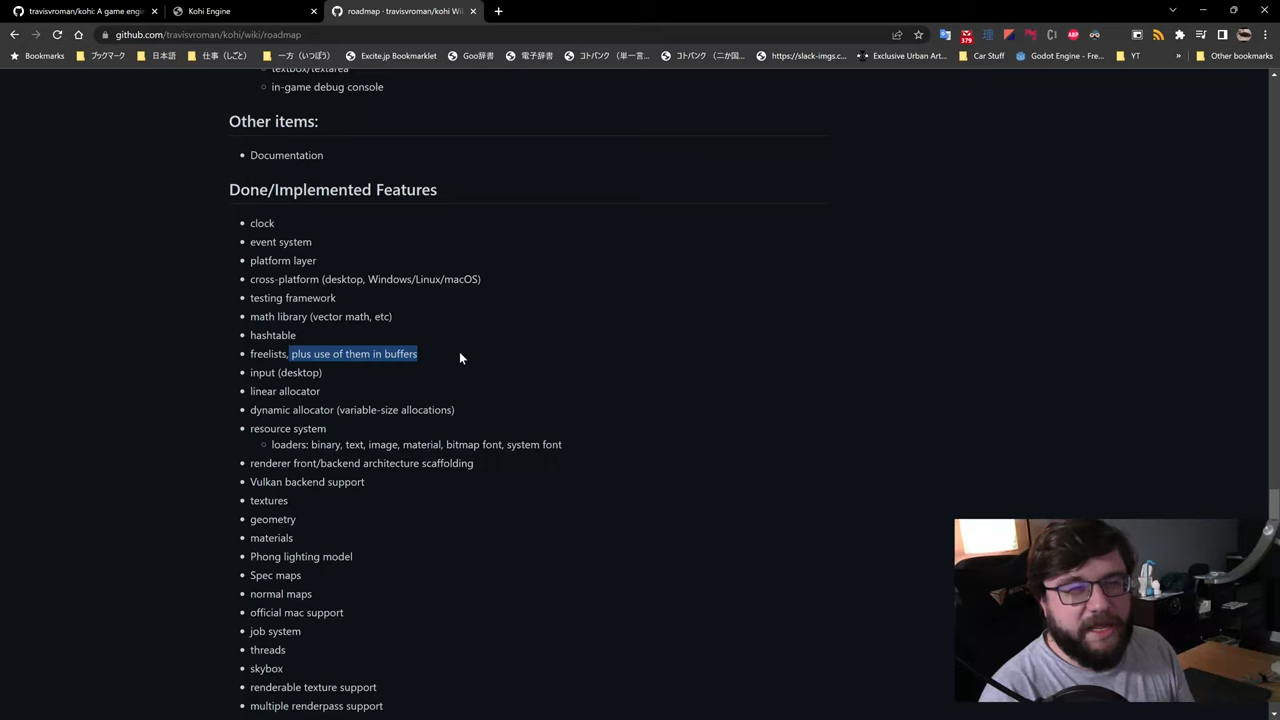 travisvroman/kohi: A game engin
Kohi Engine
roadmap · travisvroman/kohi Wi
github.com/travisvroman/kohi/wiki/roadmap
379
ABP
Bookmarks
ブックマーク
日本語
仕事（しごと）
一方（いっぽう）
Excite.jp Bookmarklet
Goo辞書
電子辞書
コトバンク（単一言...
コトバンク（二か国...
https://slack-imgs.c...
Exclusive Urban Art...
Car Stuff
Godot Engine - Fre...
YT
»
Other bookmarks
textbox/textarea
in-game debug console
Other items:
Documentation
Done/Implemented Features
clock
event system
platform layer
cross-platform (desktop, Windows/Linux/macOS)
testing framework
math library (vector math, etc)
hashtable
freelists, plus use of them in buffers
input (desktop)
linear allocator
dynamic allocator (variable-size allocations)
resource system
loaders: binary, text, image, material, bitmap font, system font
renderer front/backend architecture scaffolding
Vulkan backend support
textures
geometry
materials
Phong lighting model
Spec maps
normal maps
official mac support
job system
threads
skybox
renderable texture support
multiple renderpass support